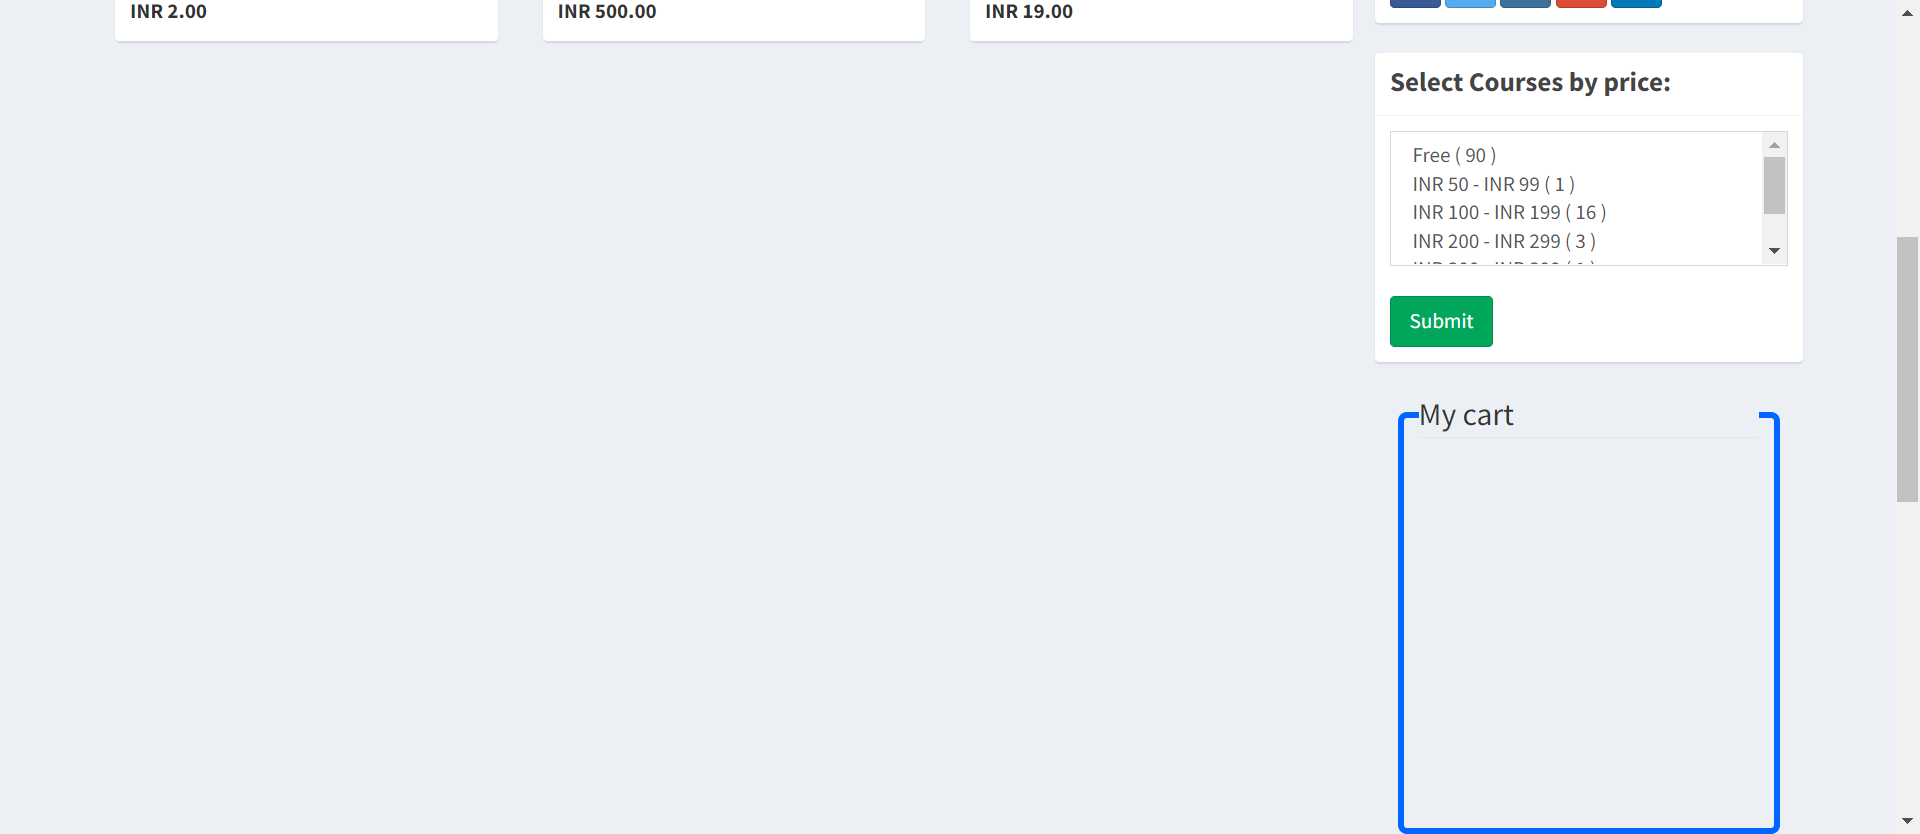 INR 2.00
INR 500.00
INR 19.00
Select Courses by price:
Free ( 90 )
INR 50 - INR 99 ( 1 )
INR 100 - INR 199 ( 16 )
INR 200 - INR 299 ( 3 )
Submit
My cart